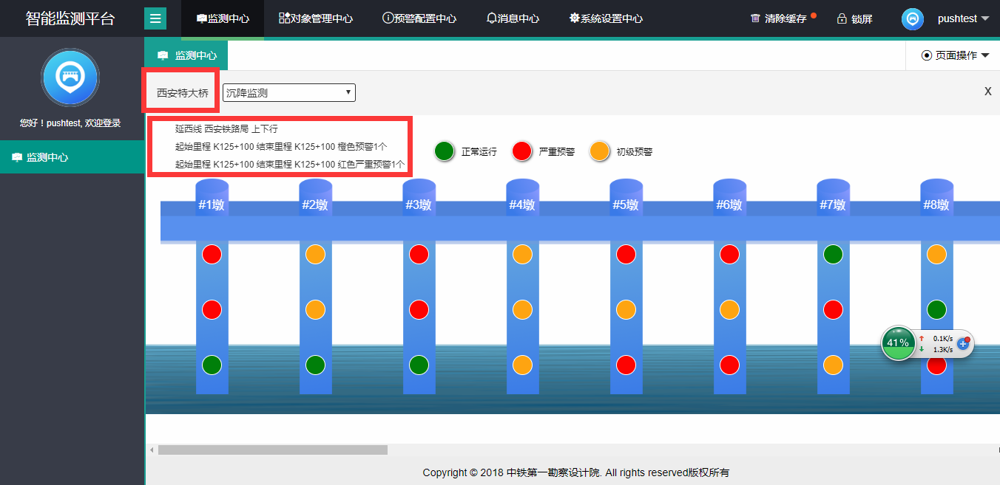 智能监测平台
监测中心
对象管理中心
预警配置中心
消息中心
系统设置中心
清除缓存
锁屏
pushtest
您好！pushtest, 欢迎登录
监测中心
监测中心
页面操作
西安特大桥
沉降监测
X
延西线 西安铁路局 上下行
起始里程 K125+100 结束里程 K125+100 橙色预警1个
起始里程 K125+100 结束里程 K125+100 红色严重预警1个
正常运行
严重预警
初级预警
#1墩
#2墩
#3墩
#4墩
#5墩
#6墩
#7墩
#8墩
41%
0.1K/s
1.3K/s
Copyright © 2018 中铁第一勘察设计院. All rights reserved版权所有